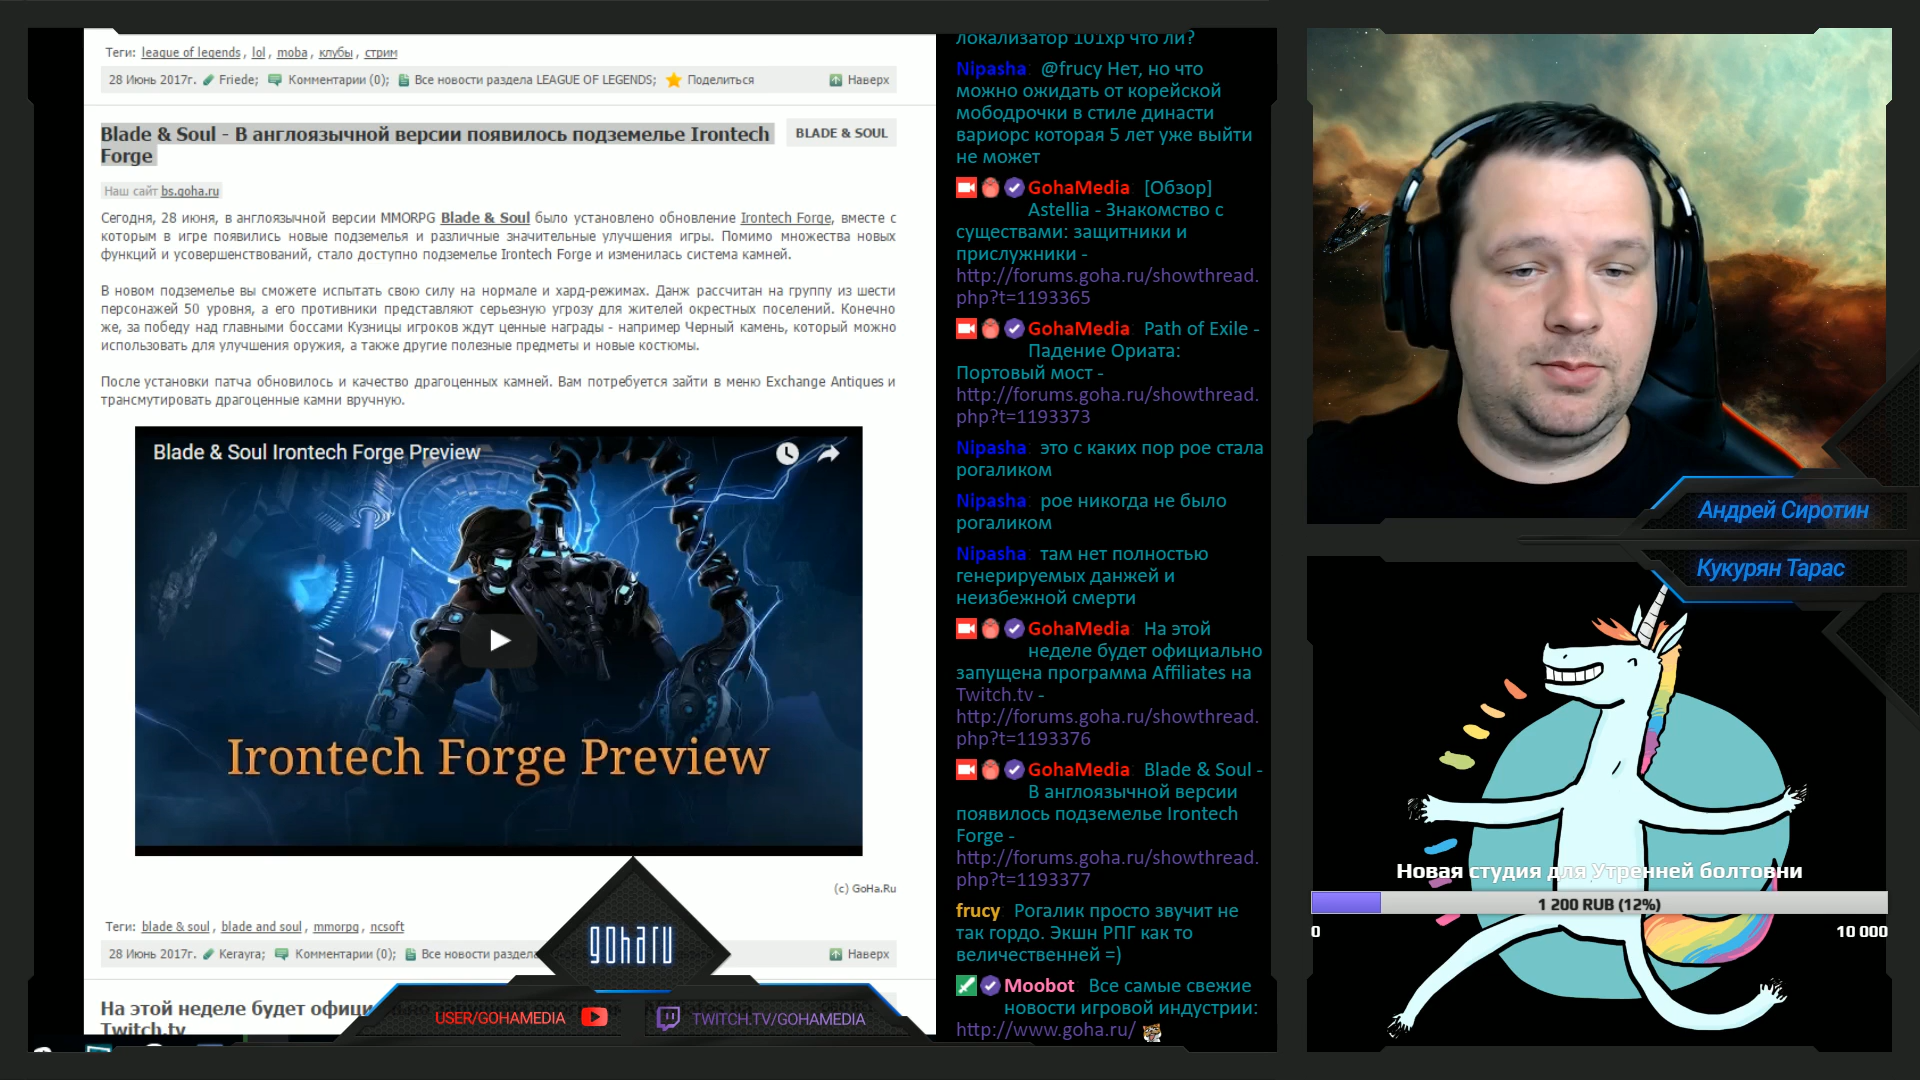 Теги: league of legends , lol , moba , клубы , стрим
28 Июнь 2017г. Friede; Комментарии (0); Все новости раздела LEAGUE OF LEGENDS; Поделиться Наверх
Blade & Soul - В англоязычной версии появилось подземелье Irontech
Forge
BLADE & SOUL
Наш сайт bs.goha.ru
Сегодня, 28 июня, в англоязычной версии MMORPG Blade & Soul было установлено обновление Irontech Forge, вместе с
которым в игре появились новые подземелья и различные значительные улучшения игры. Помимо множества новых
функций и усовершенствований, стало доступно подземелье Irontech Forge и изменилась система камней.
В новом подземелье вы сможете испытать свою силу на нормале и хард-режимах. Данж рассчитан на группу из шести
персонажей 50 уровня, а его противники представляют серьезную угрозу для жителей окрестных поселений. Конечно
же, за победу над главными боссами Кузницы игроков ждут ценные награды - например Черный камень, который можно
использовать для улучшения оружия, а также другие полезные предметы и новые костюмы.
После установки патча обновилось и качество драгоценных камней. Вам потребуется зайти в меню Exchange Antiques и
трансмутировать драгоценные камни вручную.
Blade & Soul Irontech Forge Preview
Irontech Forge Preview
(c) GoHa.Ru
Теги: blade & soul , blade and soul , mmorpg , ncsoft
28 Июнь 2017г. Kerayra; Комментарии (0); Все новости раздела Наверх
На этой неделе будет офици
Twitch.tv
goharu
USER/GOHAMEDIA
TWITCH.TV/GOHAMEDIA
локализатор 101хр что ли?
Nipasha: @frucy Нет, но что
можно ожидать от корейской
мободрочки в стиле династи
вариорс которая 5 лет уже выйти
не может
GohaMedia [Обзор]
Astellia - Знакомство с
существами: защитники и
прислужники -
http://forums.goha.ru/showthread.
php?t=1193365
GohaMedia Path of Exile -
Падение Ориата:
Портовый мост -
http://forums.goha.ru/showthread.
php?t=1193373
Nipasha: это с каких пор рое стала
рогаликом
Nipasha: рое никогда не было
рогаликом
Nipasha: там нет полностью
генерируемых данжей и
неизбежной смерти
GohaMedia На этой
неделе будет официально
запущена программа Affiliates на
Twitch.tv -
http://forums.goha.ru/showthread.
php?t=1193376
GohaMedia Blade & Soul -
В англоязычной версии
появилось подземелье Irontech
Forge -
http://forums.goha.ru/showthread.
php?t=1193377
frucy: Рогалик просто звучит не
так гордо. Экшн РПГ как то
величественней =)
Moobot Все самые свежие
новости игровой индустрии:
http://www.goha.ru/
Андрей Сиротин
Кукурян Тарас
Новая студия для Утренней болтовни
1 200 RUB (12%)
0
10 000